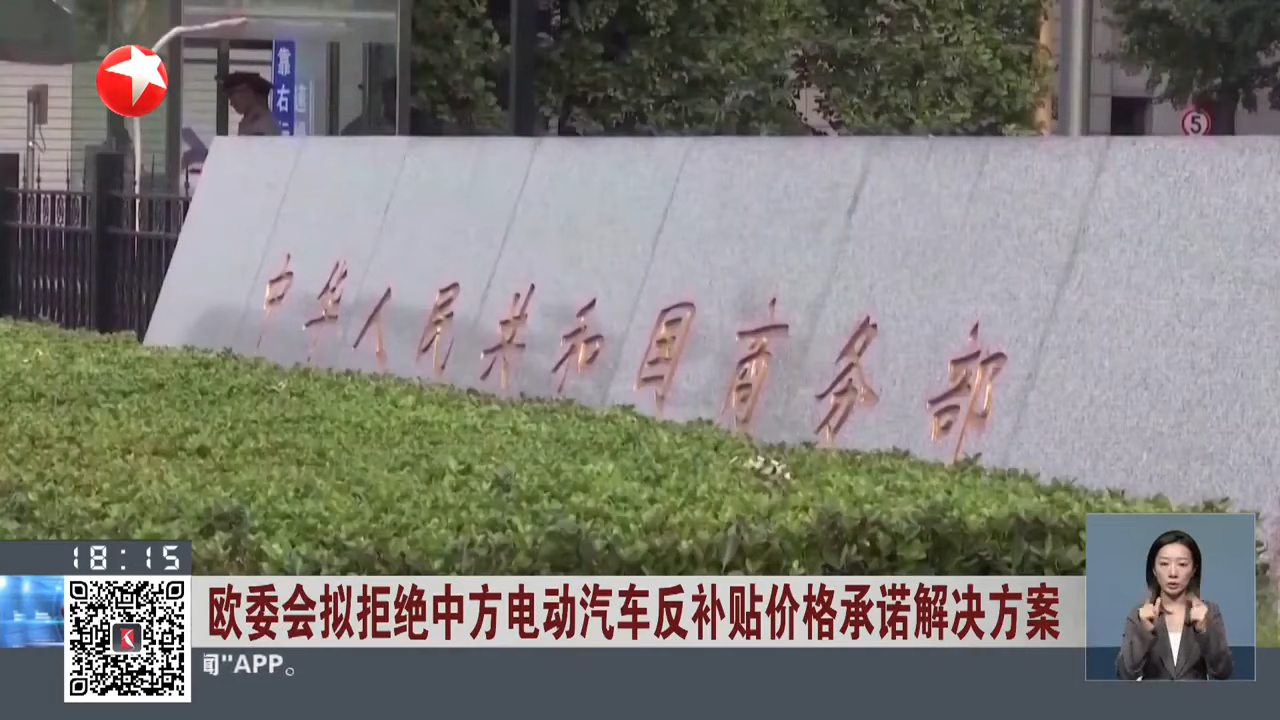 靠右
5
中华人民共和国商务部
18:15
欧委会拟拒绝中方电动汽车反补贴价格承诺解决方案
闻"APP。